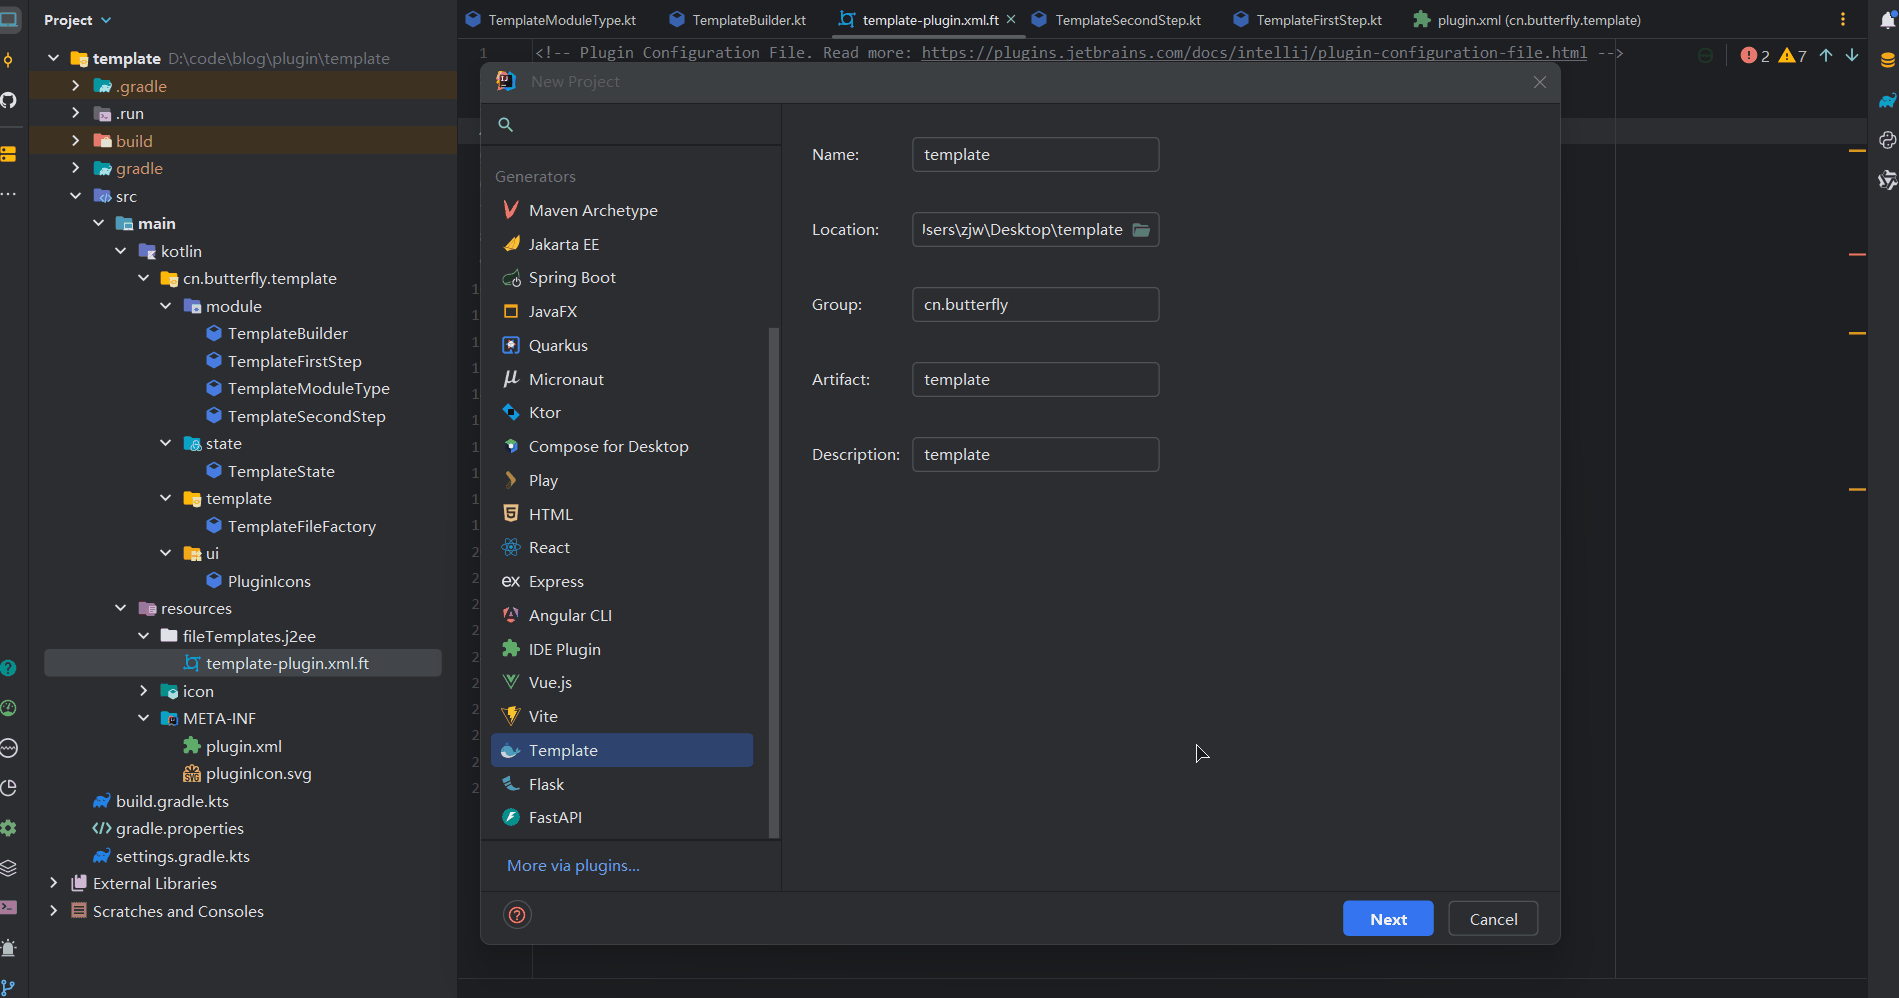 Project
template D:\code\blog\plugin\template
.gradle
.run
build
gradle
src
main
kotlin
cn.butterfly.template
module
TemplateBuilder
TemplateFirstStep
TemplateModuleType
TemplateSecondStep
state
TemplateState
template
TemplateFileFactory
ui
PluginIcons
resources
fileTemplates.j2ee
template-plugin.xml.ft
icon
META-INF
plugin.xml
pluginIcon.svg
build.gradle.kts
gradle.properties
settings.gradle.kts
External Libraries
Scratches and Consoles
TemplateModuleType.kt TemplateBuilder.kt template-plugin.xml.ft TemplateSecondStep.kt TemplateFirstStep.kt plugin.xml (cn.butterfly.template)
1 <!-- Plugin Configuration File. Read more: https://plugins.jetbrains.com/docs/intellij/plugin-configuration-file.html -->
2 7
New Project
Generators
Maven Archetype
Jakarta EE
Spring Boot
JavaFX
Quarkus
Micronaut
Ktor
Compose for Desktop
Play
HTML
React
Express
Angular CLI
IDE Plugin
Vue.js
Vite
Template
Flask
FastAPI
More via plugins...
Name: template
Location: sers\zjw\Desktop\template
Group: cn.butterfly
Artifact: template
Description: template
Next Cancel